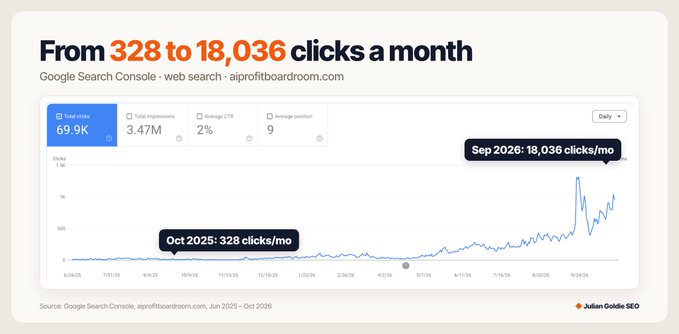 From 328 to 18,036 clicks a month
Google Search Console · web search · aiprofitboardroom.com
Total clicks
69.9K
Total impressions
3.47M
Average CTR
2%
Average position
9
Daily
Sep 2026: 18,036 clicks/mo
Clicks
1.5K
1K
500
0
Oct 2025: 328 clicks/mo
6/26/25 7/31/25 9/4/25 10/9/25 11/13/25 12/18/25 1/22/26 2/26/26 4/2/26 5/7/26 6/11/26 7/16/26 8/20/26 9/24/26
Source: Google Search Console, aiprofitboardroom.com, Jun 2025 – Oct 2026
Julian Goldie SEO